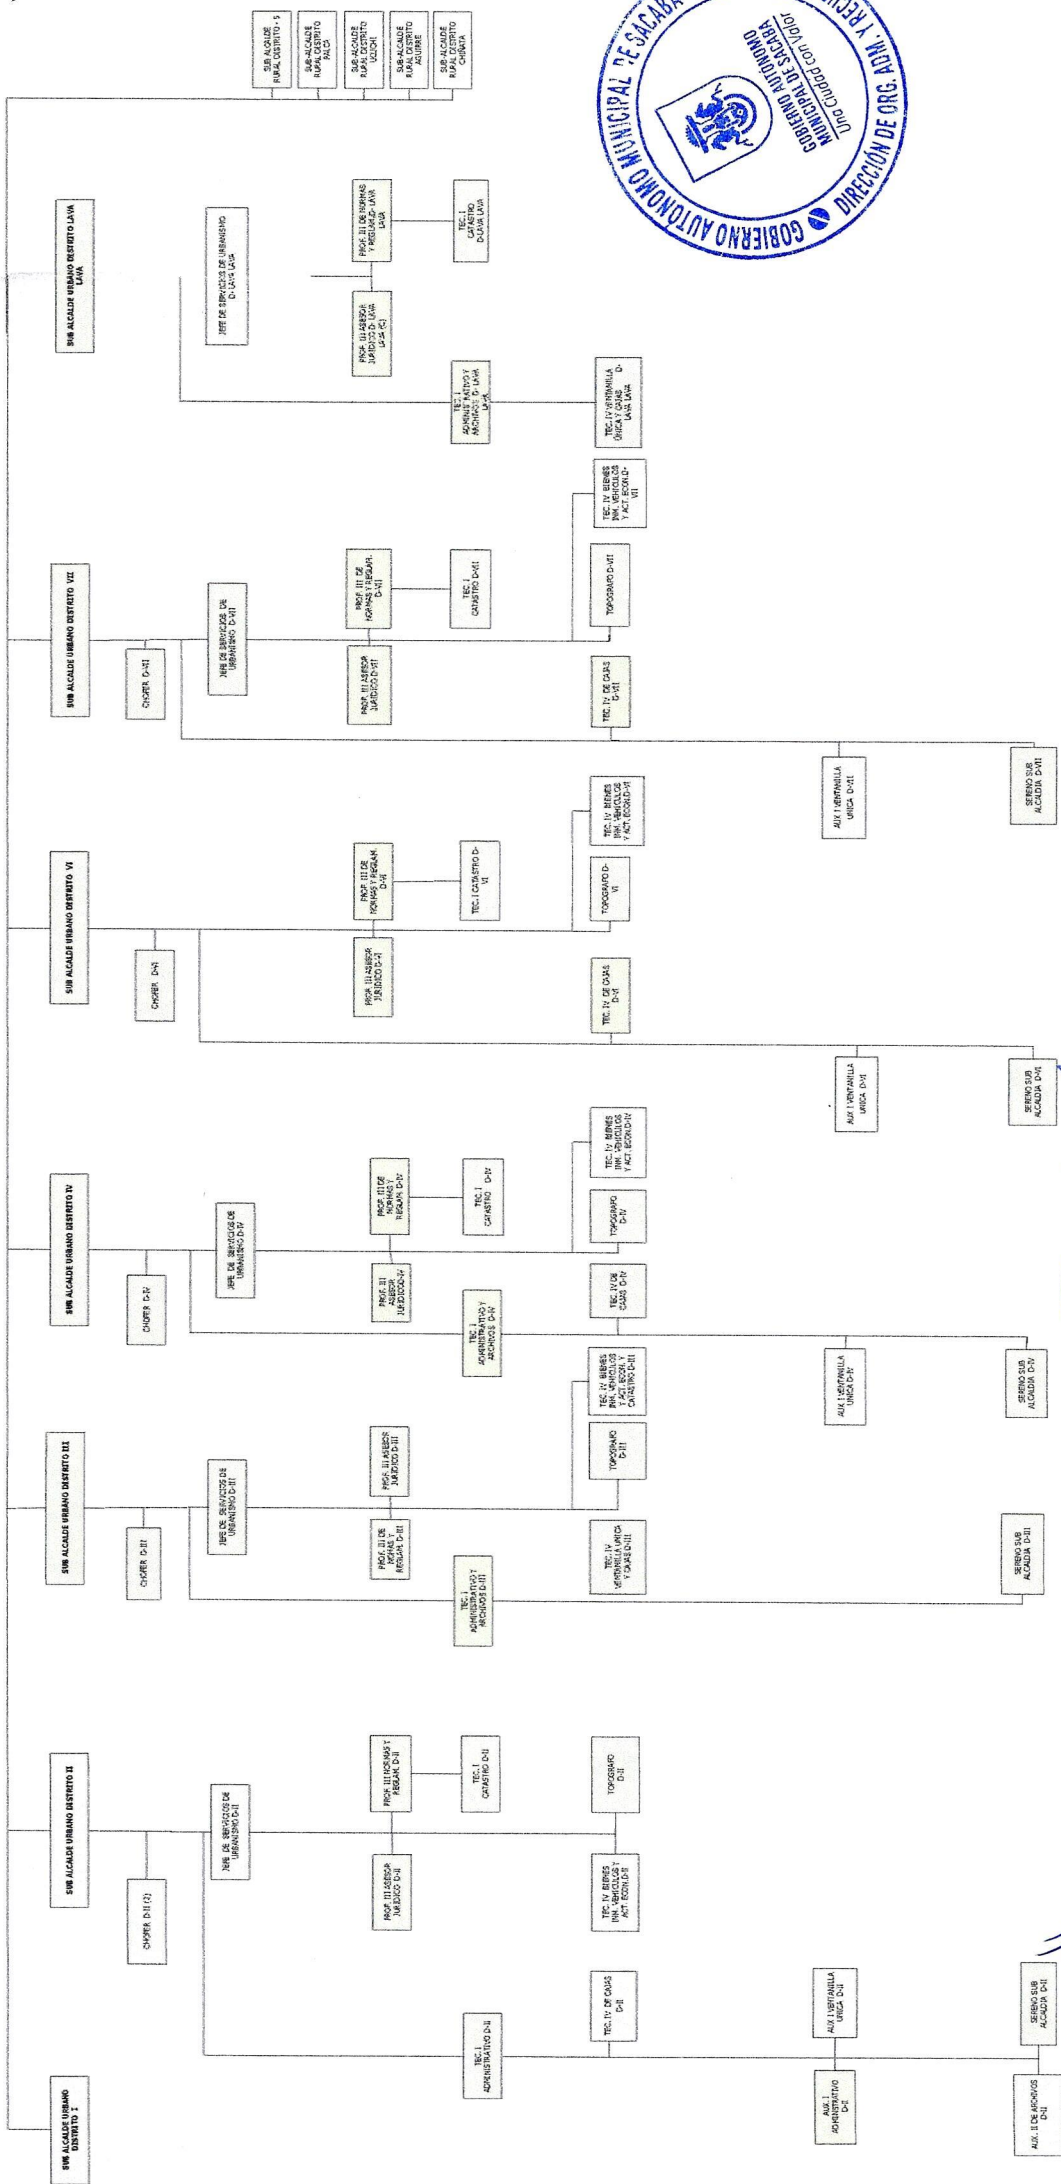 SUB ALCALDE URBANO
DISTRITO I
SUB ALCALDE URBANO DISTRITO II
CHOFER D-II (2)
JEFE DE SERVICIOS DE
URBANISMO D-II
PROF. III ASESOR
JURIDICO D-II
PROF. III NORMAS Y
REGLAM. D-II
TEC. I
ADMINISTRATIVO D-II
TEC. I
CATASTRO D-II
TEC. IV DE CAJAS
D-II
TEC. IV BIENES
INM. VEHICULOS Y
ACT. ECON. D-II
TOPOGRAFO
D-II
AUX. I
ADMINISTRATIVO
D-II
AUX I VENTANILLA
UNICA D-II
AUX. II DE ARCHIVOS
D-II
SERENO SUB
ALCALDIA D-II
SUB ALCALDE URBANO DISTRITO III
CHOFER D-III
JEFE DE SERVICIOS DE
URBANISMO D-III
PROF. III DE
NOMAS Y
REGLAM. D-III
PROF. III ASESOR
JURIDICO D-III
TEC. I
ADMINISTRATIVO Y
ARCHIVOS D-III
TEC. IV
VENTANILLA UNICA
Y CAJAS D-III
TOPOGRAFO
D-III
TEC. IV BIENES
INM. VEHICULOS
Y ACT. ECON. Y
CATASTRO D-III
SERENO SUB
ALCALDIA D-III
SUB ALCALDE URBANO DISTRITO IV
CHOFER D-IV
JEFE DE SERVICIOS DE
URBANISMO D-IV
PROF. III
ASESOR
JURIDICO D-IV
PROF. III DE
NORMAS Y
REGLAM. D-IV
TEC. I
ADMINISTRATIVO Y
ARCHIVOS D-IV
TEC. I
CATASTRO D-IV
TEC. IV DE
CAJAS D-IV
TOPOGRAFO
D-IV
TEC. IV BIENES
INM. VEHICULOS
Y ACT. ECON. D-IV
AUX I VENTANILLA
UNICA D-IV
SERENO SUB
ALCALDIA D-IV
SUB ALCALDE URBANO DISTRITO VI
CHOFER D-VI
PROF. III ASESOR
JURIDICO D-VI
PROF. III DE
NORMAS Y REGLAM.
D-VI
TEC. I CATASTRO D-
VI
TEC. IV DE CAJAS
D-VI
TOPOGRAFO D-
VI
TEC. IV BIENES
INM. VEHICULOS
Y ACT. ECON. D-VI
AUX I VENTANILLA
UNICA D-VI
SERENO SUB
ALCALDIA D-VI
SUB ALCALDE URBANO DISTRITO VII
CHOFER D-VII
JEFE DE SERVICIOS DE
URBANISMO D-VII
PROF. III ASESOR
JURIDICO D-VII
PROF. III DE
NORMAS Y REGLAM.
D-VII
TEC. I
CATASTRO D-VII
TEC. IV DE CAJAS
D-VII
TOPOGRAFO D-VII
TEC. IV BIENES
INM. VEHICULOS
Y ACT. ECON. D-
VII
AUX I VENTANILLA
UNICA D-VII
SERENO SUB
ALCALDIA D-VII
SUB ALCALDE URBANO DISTRITO LAVA
LAVA
JEFE DE SERVICIOS DE URBANISMO
D- LAVA LAVA
PROF. III ASESOR
JURIDICO D- LAVA
LAVA (C)
PROF. III DE NORMAS
Y REGLAM. D- LAVA
LAVA
TEC. I
ADMINISTRATIVO Y
ARCHIVOS D- LAVA
LAVA
TEC. I
CATASTRO
D-LAVA LAVA
TEC. IV VENTANILLA
UNICA Y CAJAS D-
LAVA LAVA
SUB ALCALDE
RURAL DISTRITO - 5
SUB-ALCALDE
RURAL DISTRITO
PALCA
SUB-ALCALDE
RURAL DISTRITO
UCUCHI
SUB-ALCALDE
RURAL DISTRITO
AGUIRRE
SUB-ALCALDE
RURAL DISTRITO
CHIÑATA
GOBIERNO AUTÓNOMO MUNICIPAL DE SACABA
DIRECCIÓN DE ORG. ADM. Y RECU
GOBIERNO AUTÓNOMO
MUNICIPAL DE SACABA
Una Ciudad con Valor